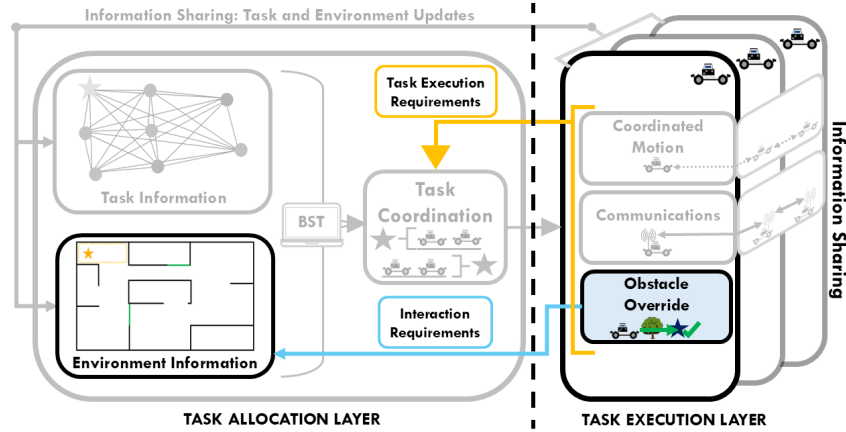 Information Sharing: Task and Environment Updates
Task Execution
Requirements
Task Information
BST
Task
Coordination
Interaction
Requirements
Environment Information
TASK ALLOCATION LAYER
Coordinated
Motion
Communications
Obstacle
Override
TASK EXECUTION LAYER
Information Sharing